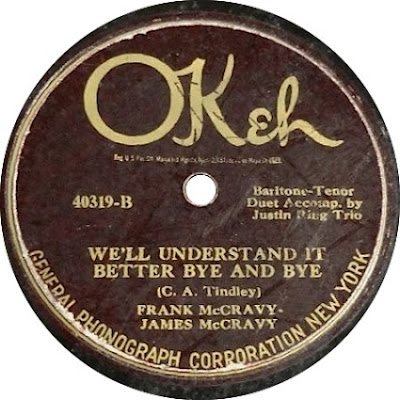 OKeh
40319-B
Baritone-Tenor
Duet Accomp. by
Justin Ring Trio
WE'LL UNDERSTAND IT
BETTER BYE AND BYE
(C. A. Tindley)
FRANK McCRAVY-
JAMES McCRAVY
GENERAL PHONOGRAPH CORPORATION NEW YORK